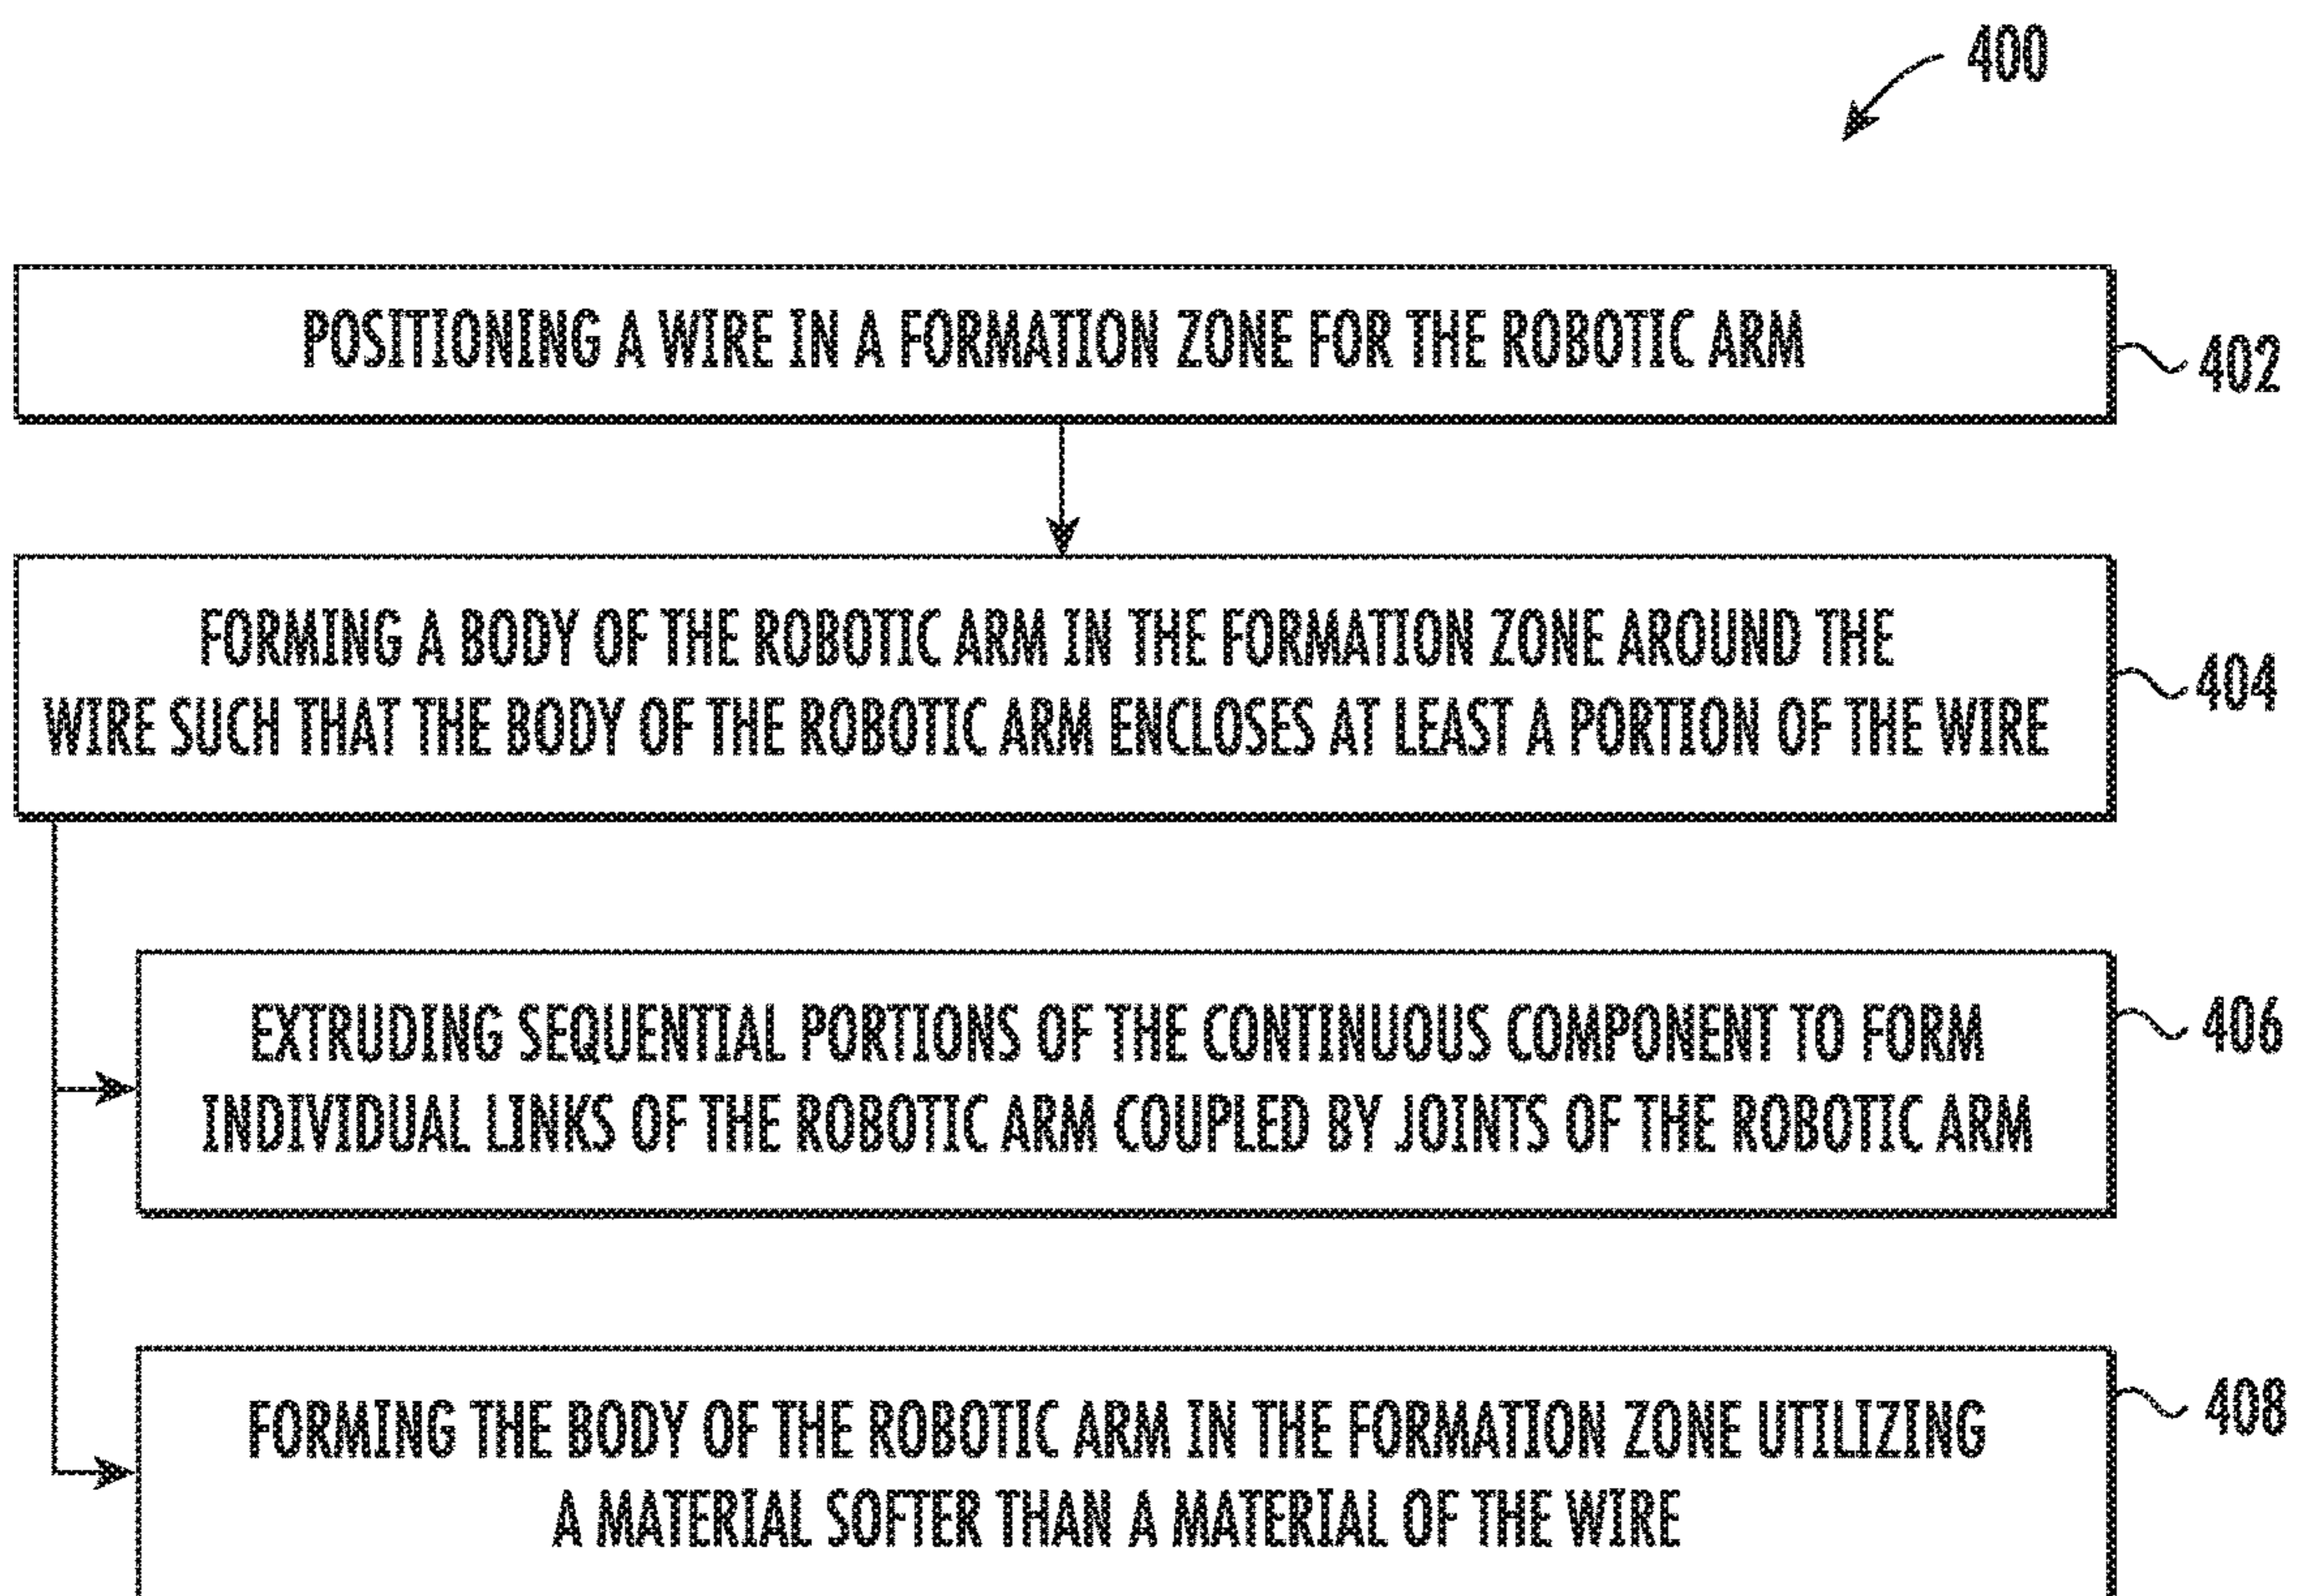 400
POSITIONING A WIRE IN A FORMATION ZONE FOR THE ROBOTIC ARM
402
FORMING A BODY OF THE ROBOTIC ARM IN THE FORMATION ZONE AROUND THE
WIRE SUCH THAT THE BODY OF THE ROBOTIC ARM ENCLOSES AT LEAST A PORTION OF THE WIRE
404
EXTRUDING SEQUENTIAL PORTIONS OF THE CONTINUOUS COMPONENT TO FORM
INDIVIDUAL LINKS OF THE ROBOTIC ARM COUPLED BY JOINTS OF THE ROBOTIC ARM
406
FORMING THE BODY OF THE ROBOTIC ARM IN THE FORMATION ZONE UTILIZING
A MATERIAL SOFTER THAN A MATERIAL OF THE WIRE
408